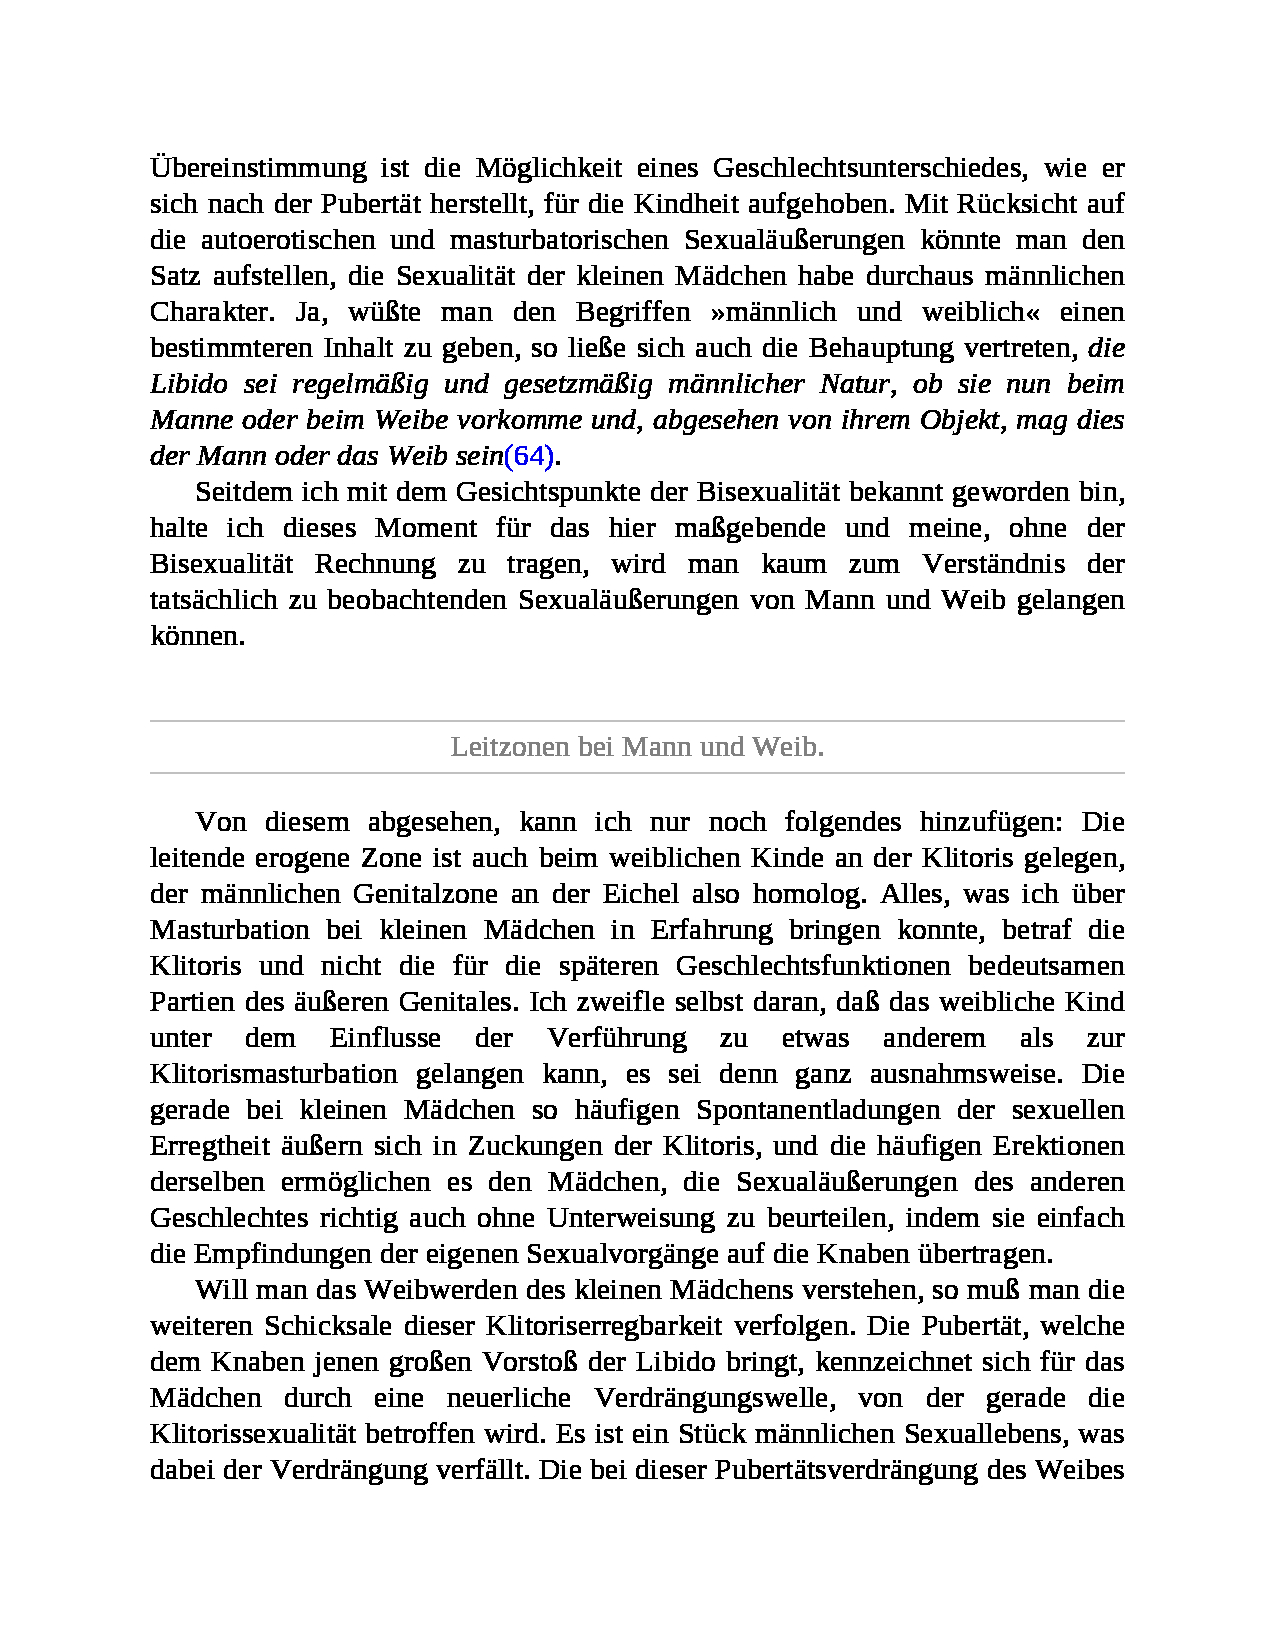 Übereinstimmung ist die Möglichkeit eines Geschlechtsunterschiedes, wie er
sich nach der Pubertät herstellt, für die Kindheit aufgehoben. Mit Rücksicht auf
die autoerotischen und masturbatorischen Sexualäußerungen könnte man den
Satz aufstellen, die Sexualität der kleinen Mädchen habe durchaus männlichen
Charakter. Ja, wüßte man den Begriffen »männlich und weiblich« einen
bestimmteren Inhalt zu geben, so ließe sich auch die Behauptung vertreten, die
Libido sei regelmäßig und gesetzmäßig männlicher Natur, ob sie nun beim
Manne oder beim Weibe vorkomme und, abgesehen von ihrem Objekt, mag dies
der Mann oder das Weib sein(64).
Seitdem ich mit dem Gesichtspunkte der Bisexualität bekannt geworden bin,
halte ich dieses Moment für das hier maßgebende und meine, ohne der
Bisexualität Rechnung zu tragen, wird man kaum zum Verständnis der
tatsächlich zu beobachtenden Sexualäußerungen von Mann und Weib gelangen
können.
Leitzonen bei Mann und Weib.
Von diesem abgesehen, kann ich nur noch folgendes hinzufügen: Die
leitende erogene Zone ist auch beim weiblichen Kinde an der Klitoris gelegen,
der männlichen Genitalzone an der Eichel also homolog. Alles, was ich über
Masturbation bei kleinen Mädchen in Erfahrung bringen konnte, betraf die
Klitoris und nicht die für die späteren Geschlechtsfunktionen bedeutsamen
Partien des äußeren Genitales. Ich zweifle selbst daran, daß das weibliche Kind
unter dem Einflusse der Verführung zu etwas anderem als zur
Klitorismasturbation gelangen kann, es sei denn ganz ausnahmsweise. Die
gerade bei kleinen Mädchen so häufigen Spontanentladungen der sexuellen
Erregtheit äußern sich in Zuckungen der Klitoris, und die häufigen Erektionen
derselben ermöglichen es den Mädchen, die Sexualäußerungen des anderen
Geschlechtes richtig auch ohne Unterweisung zu beurteilen, indem sie einfach
die Empfindungen der eigenen Sexualvorgänge auf die Knaben übertragen.
Will man das Weibwerden des kleinen Mädchens verstehen, so muß man die
weiteren Schicksale dieser Klitoriserregbarkeit verfolgen. Die Pubertät, welche
dem Knaben jenen großen Vorstoß der Libido bringt, kennzeichnet sich für das
Mädchen durch eine neuerliche Verdrängungswelle, von der gerade die
Klitorissexualität betroffen wird. Es ist ein Stück männlichen Sexuallebens, was
dabei der Verdrängung verfällt. Die bei dieser Pubertätsverdrängung des Weibes